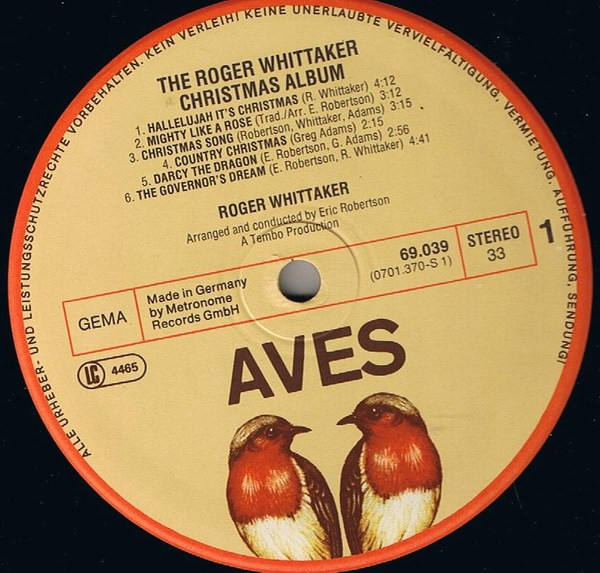 ALLE URHEBER- UND LEISTUNGSSCHUTZRECHTE VORBEHALTEN. KEIN VERLEIH! KEINE UNERLAUBTE VERVIELFÄLTIGUNG, VERMIETUNG, AUFFÜHRUNG, SENDUNG!
THE ROGER WHITTAKER
CHRISTMAS ALBUM
1. HALLELUJAH IT'S CHRISTMAS (R. Whittaker) 4:12
2. MIGHTY LIKE A ROSE (Trad./Arr. E. Robertson) 3:12
3. CHRISTMAS SONG (Robertson, Whittaker, Adams) 3:15
4. COUNTRY CHRISTMAS (Greg Adams) 2:15
5. DARCY THE DRAGON (E. Robertson, G. Adams) 2:56
6. THE GOVERNOR'S DREAM (E. Robertson, R. Whittaker) 4:41
ROGER WHITTAKER
Arranged and conducted by Eric Robertson
A Tembo Production
GEMA
Made in Germany
by Metronome
Records GmbH
69.039
(0701.370-S 1)
STEREO
33
1
LC 4465
AVES